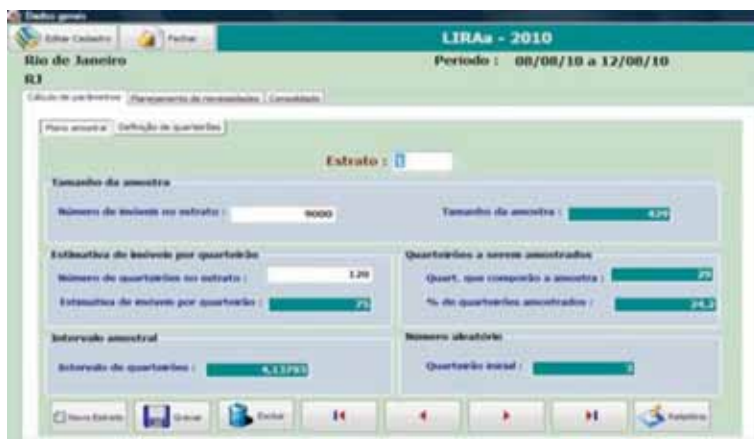 Dados gerais
Editar Cadastro Fechar LIRAa - 2010
Rio de Janeiro Período : 08/08/10 a 12/08/10
RJ
Cálculo de parâmetros Planejamento de necessidades Consolidado
Plano amostral Definição de quarteirões
Estrato : 1
Tamanho da amostra
Número de imóveis no estrato : 9000 Tamanho da amostra :
Estimativa de imóveis por quarteirão Quarteirões a serem amostrados
Número de quarteirões no estrato : 120 Quart. que comporão a amostra : 29
Estimativa de imóveis por quarteirão : 75 % de quarteirões amostrados : 24,2
Intervalo amostral Número aleatório
Intervalo de quarteirões : 4,13793 Quarteirão inicial :
Novo Estrato Gravar Excluir Relatório